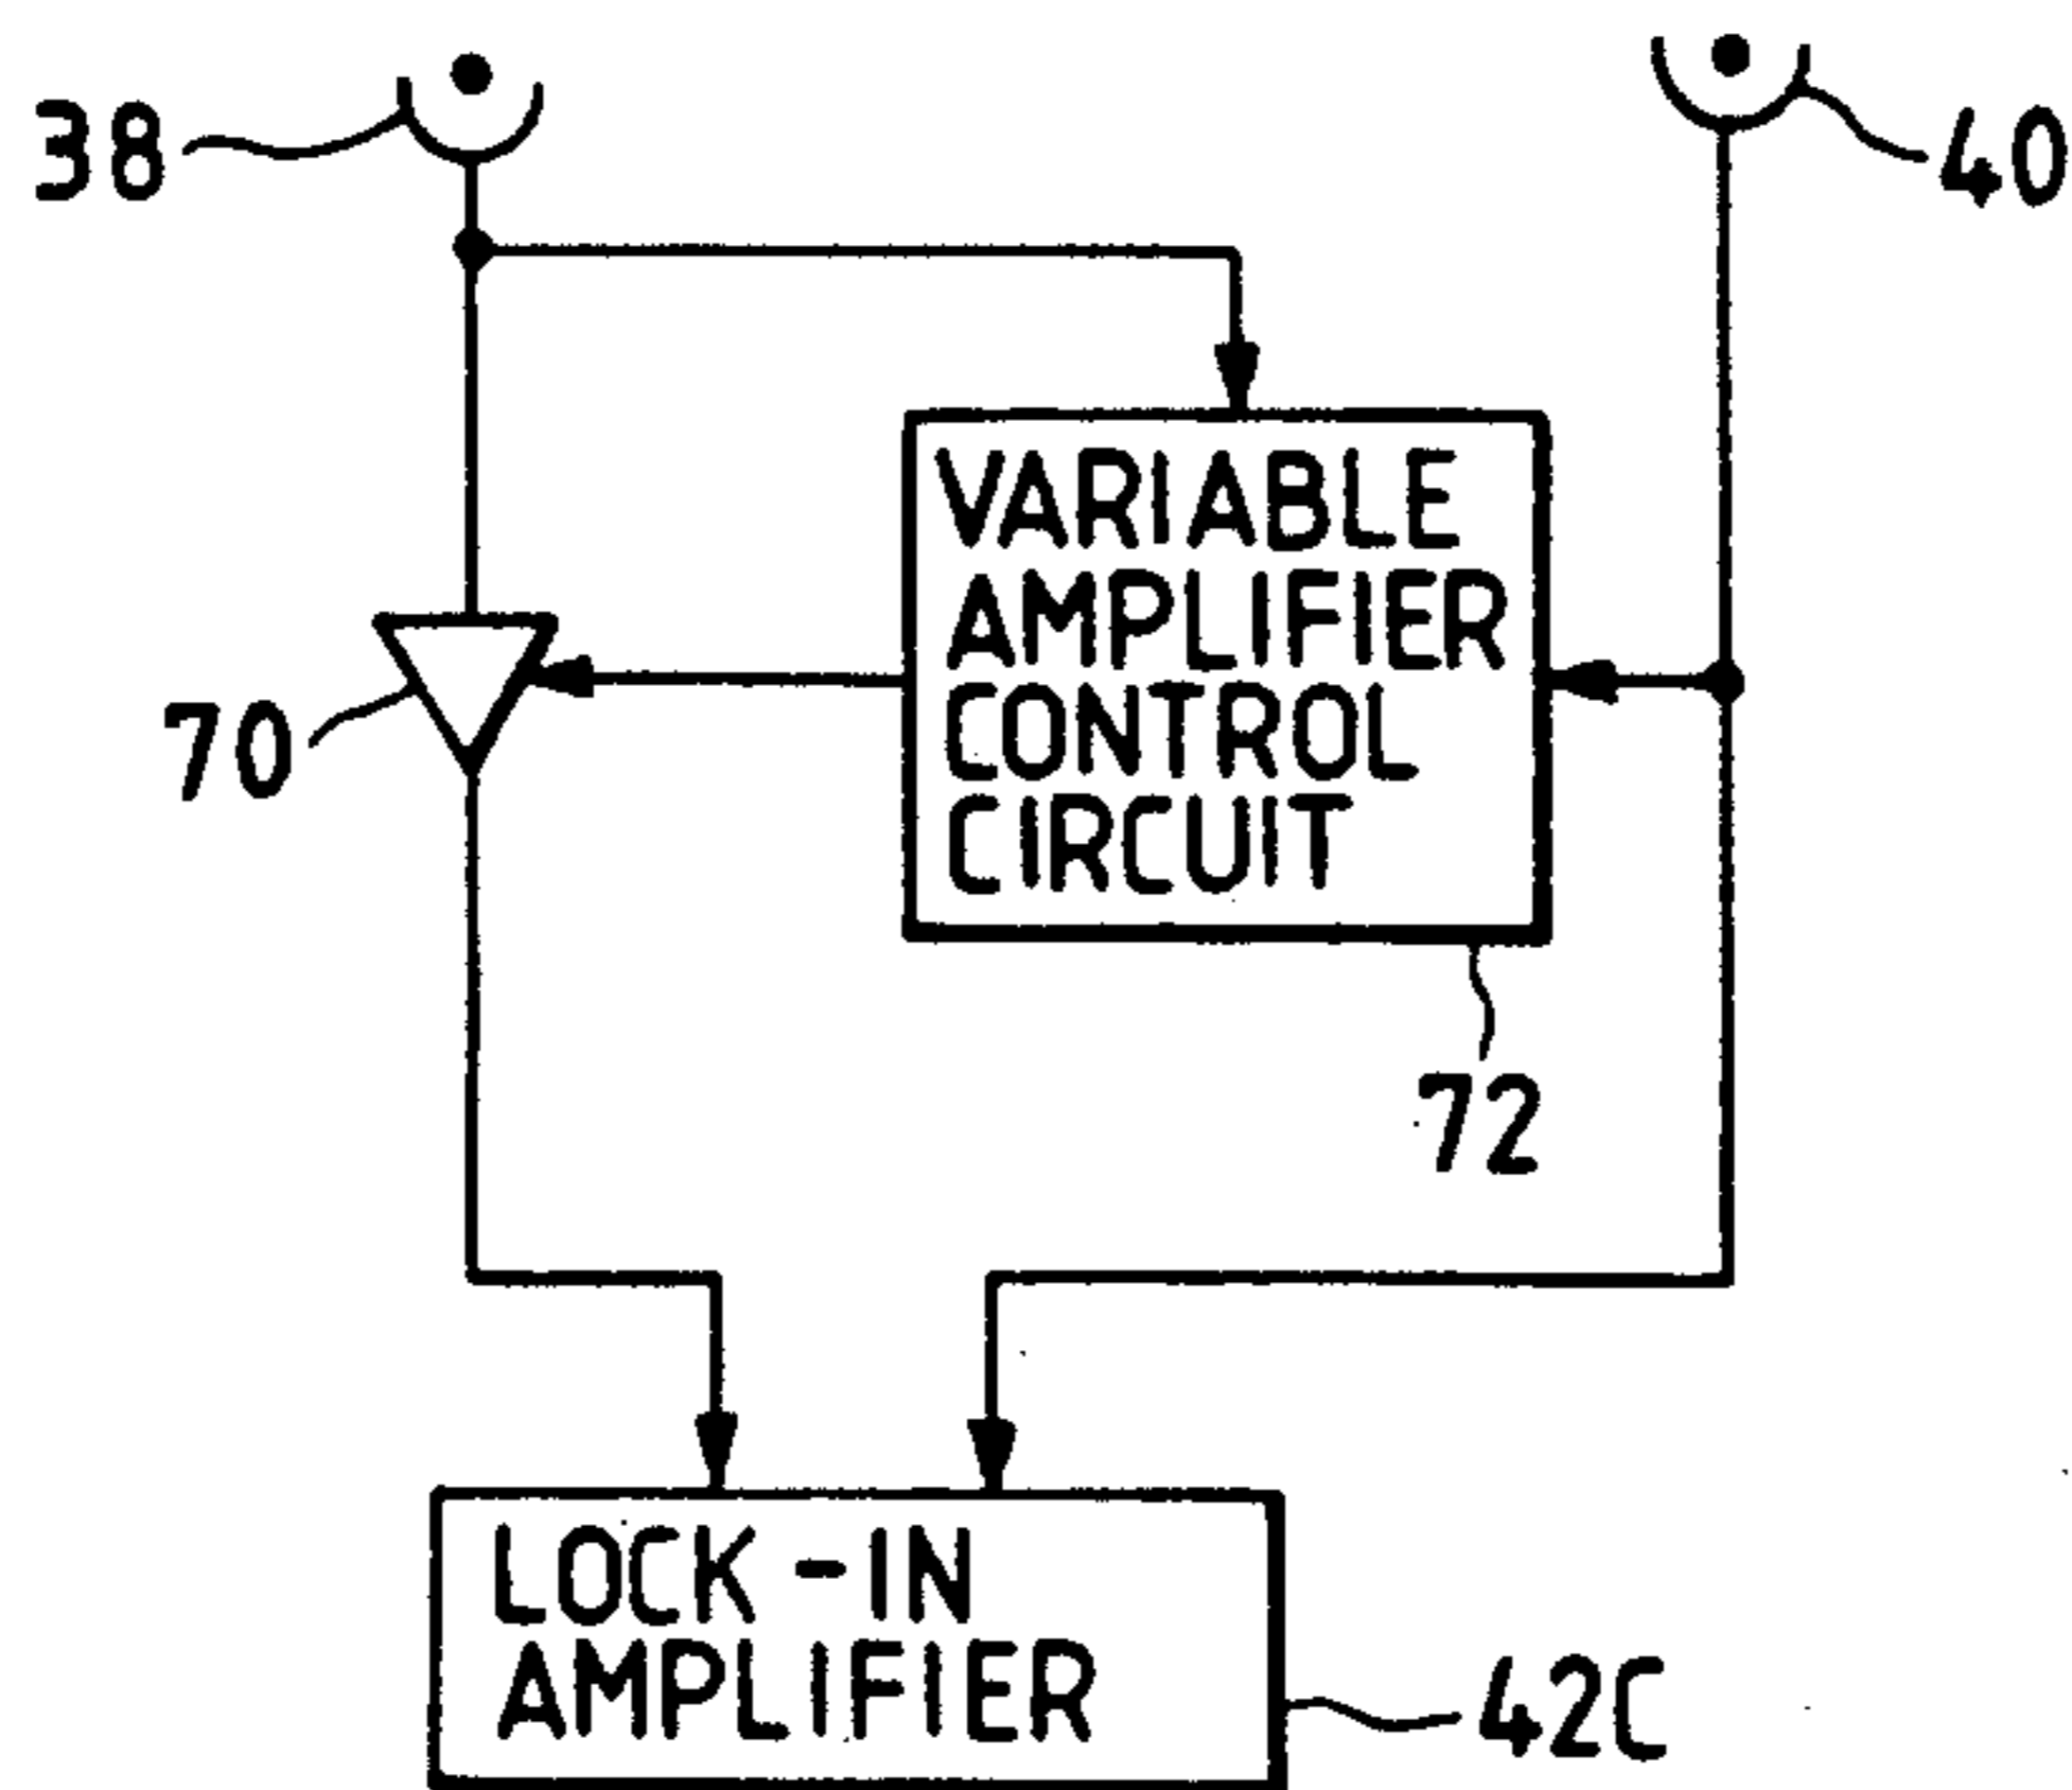 38
40
VARIABLE
AMPLIFIER
CONTROL
CIRCUIT
70
72
LOCK-IN
AMPLIFIER
42C